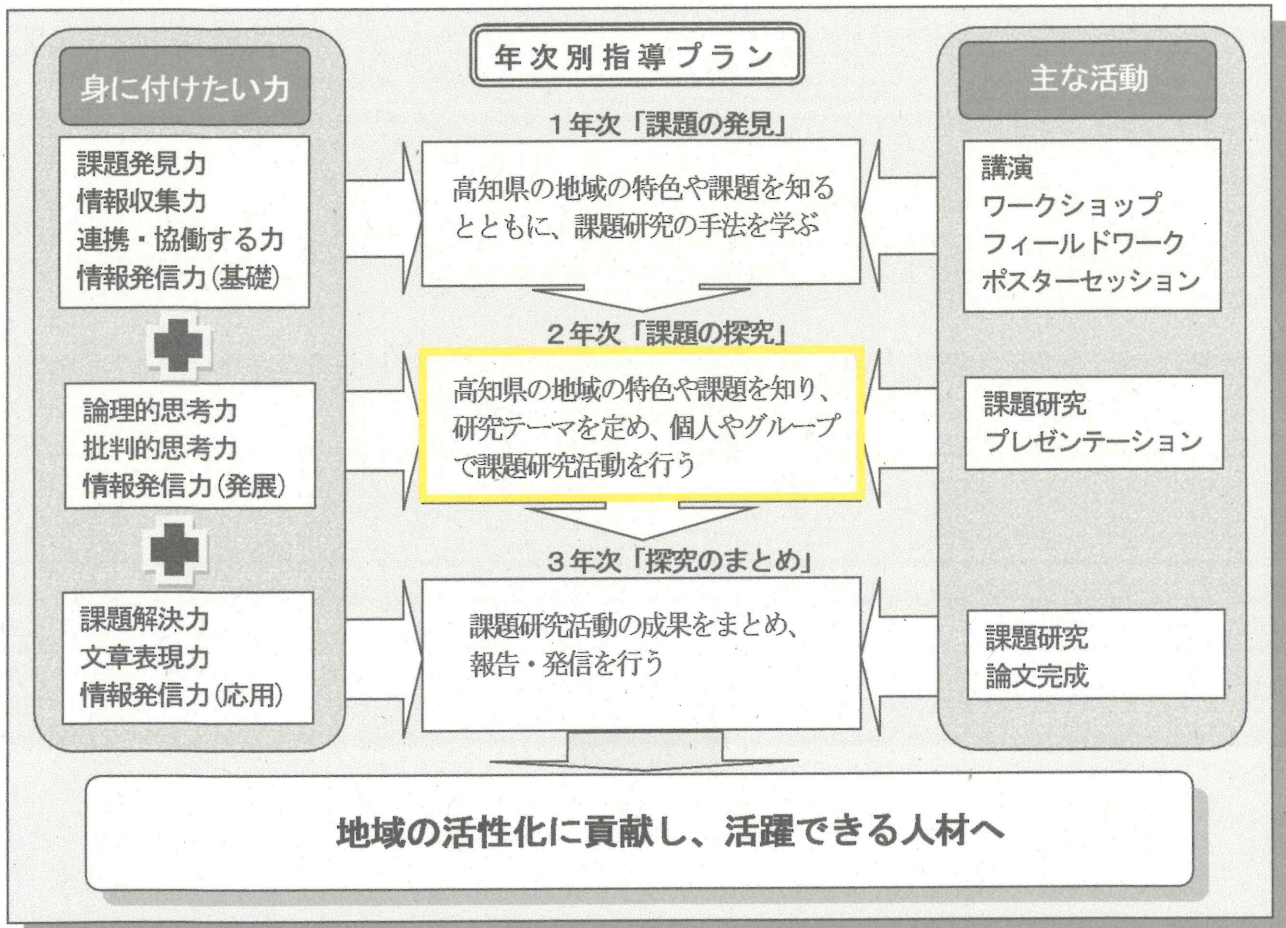 年次別指導プラン
身に付けたい力
課題発見力
情報収集力
連携・協働する力
情報発信力(基礎)
論理的思考力
批判的思考力
情報発信力(発展)
課題解決力
文章表現力
情報発信力(応用)
1年次「課題の発見」
高知県の地域の特色や課題を知る
とともに、課題研究の手法を学ぶ
2年次「課題の探究」
高知県の地域の特色や課題を知り、
研究テーマを定め、個人やグループ
で課題研究活動を行う
3年次「探究のまとめ」
課題研究活動の成果をまとめ、
報告・発信を行う
主な活動
講演
ワークショップ
フィールドワーク
ポスターセッション
課題研究
プレゼンテーション
課題研究
論文完成
地域の活性化に貢献し、活躍できる人材へ